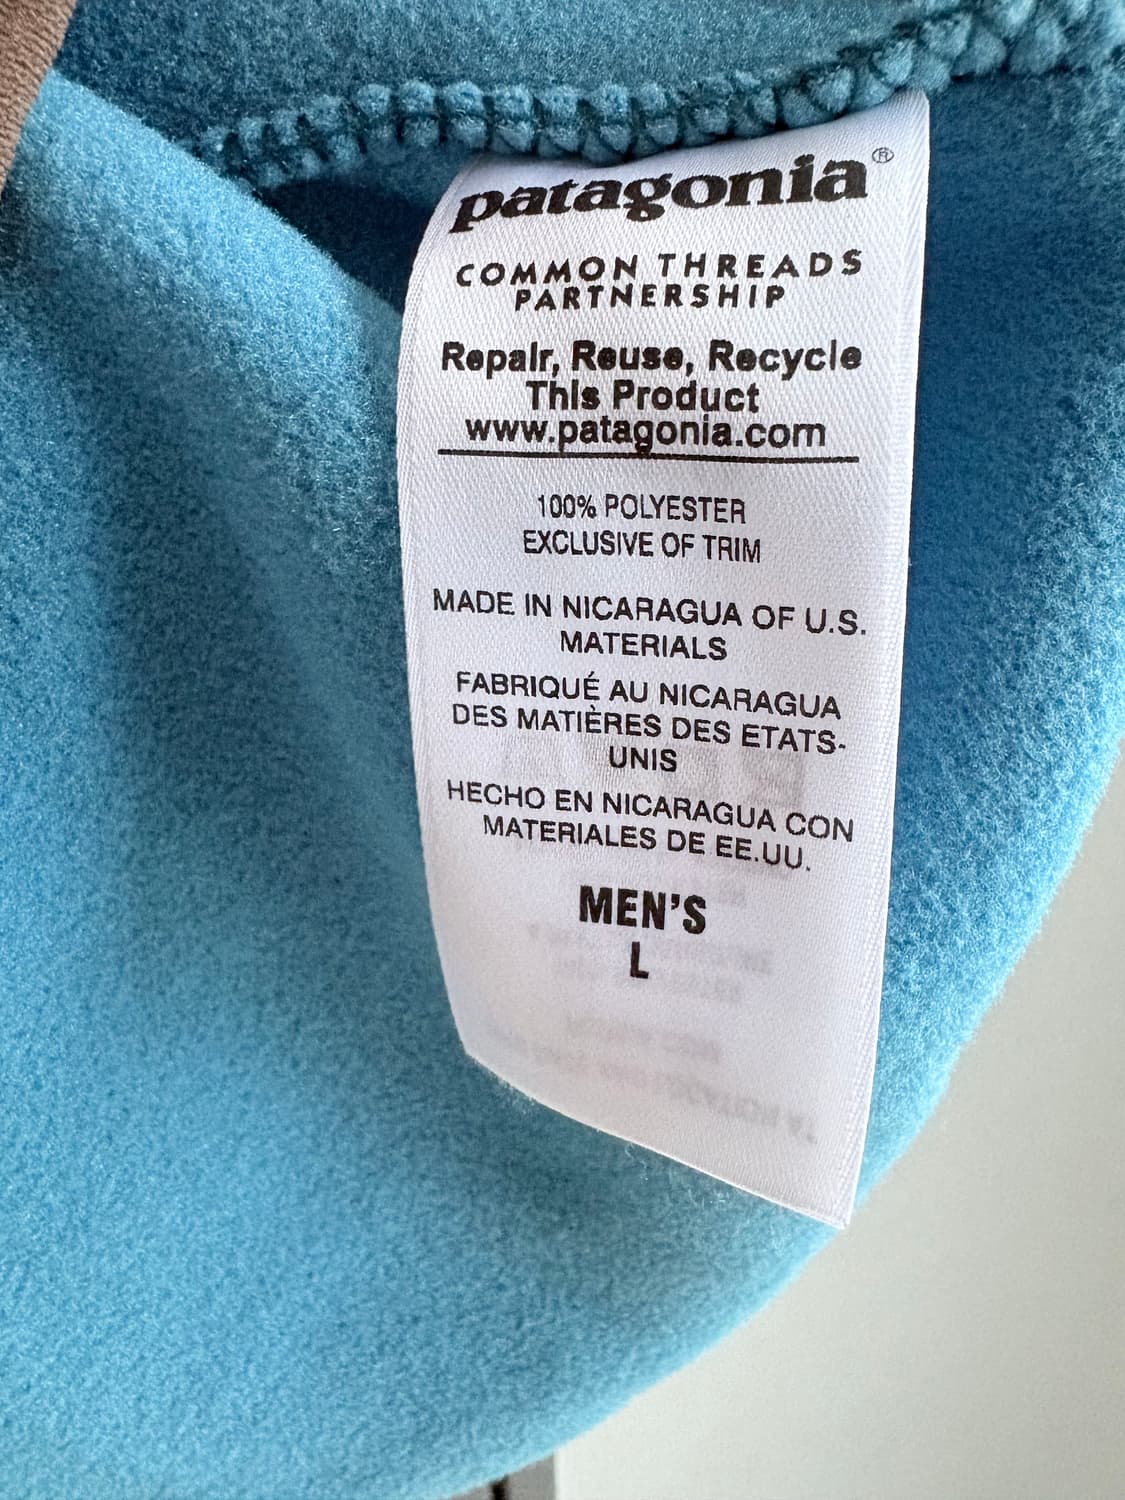 patagonia®
COMMON THREADS
PARTNERSHIP
Repair, Reuse, Recycle
This Product
www.patagonia.com
100% POLYESTER
EXCLUSIVE OF TRIM
MADE IN NICARAGUA OF U.S.
MATERIALS
FABRIQUÉ AU NICARAGUA
DES MATIÈRES DES ETATS-
UNIS
HECHO EN NICARAGUA CON
MATERIALES DE EE.UU.
MEN'S
L